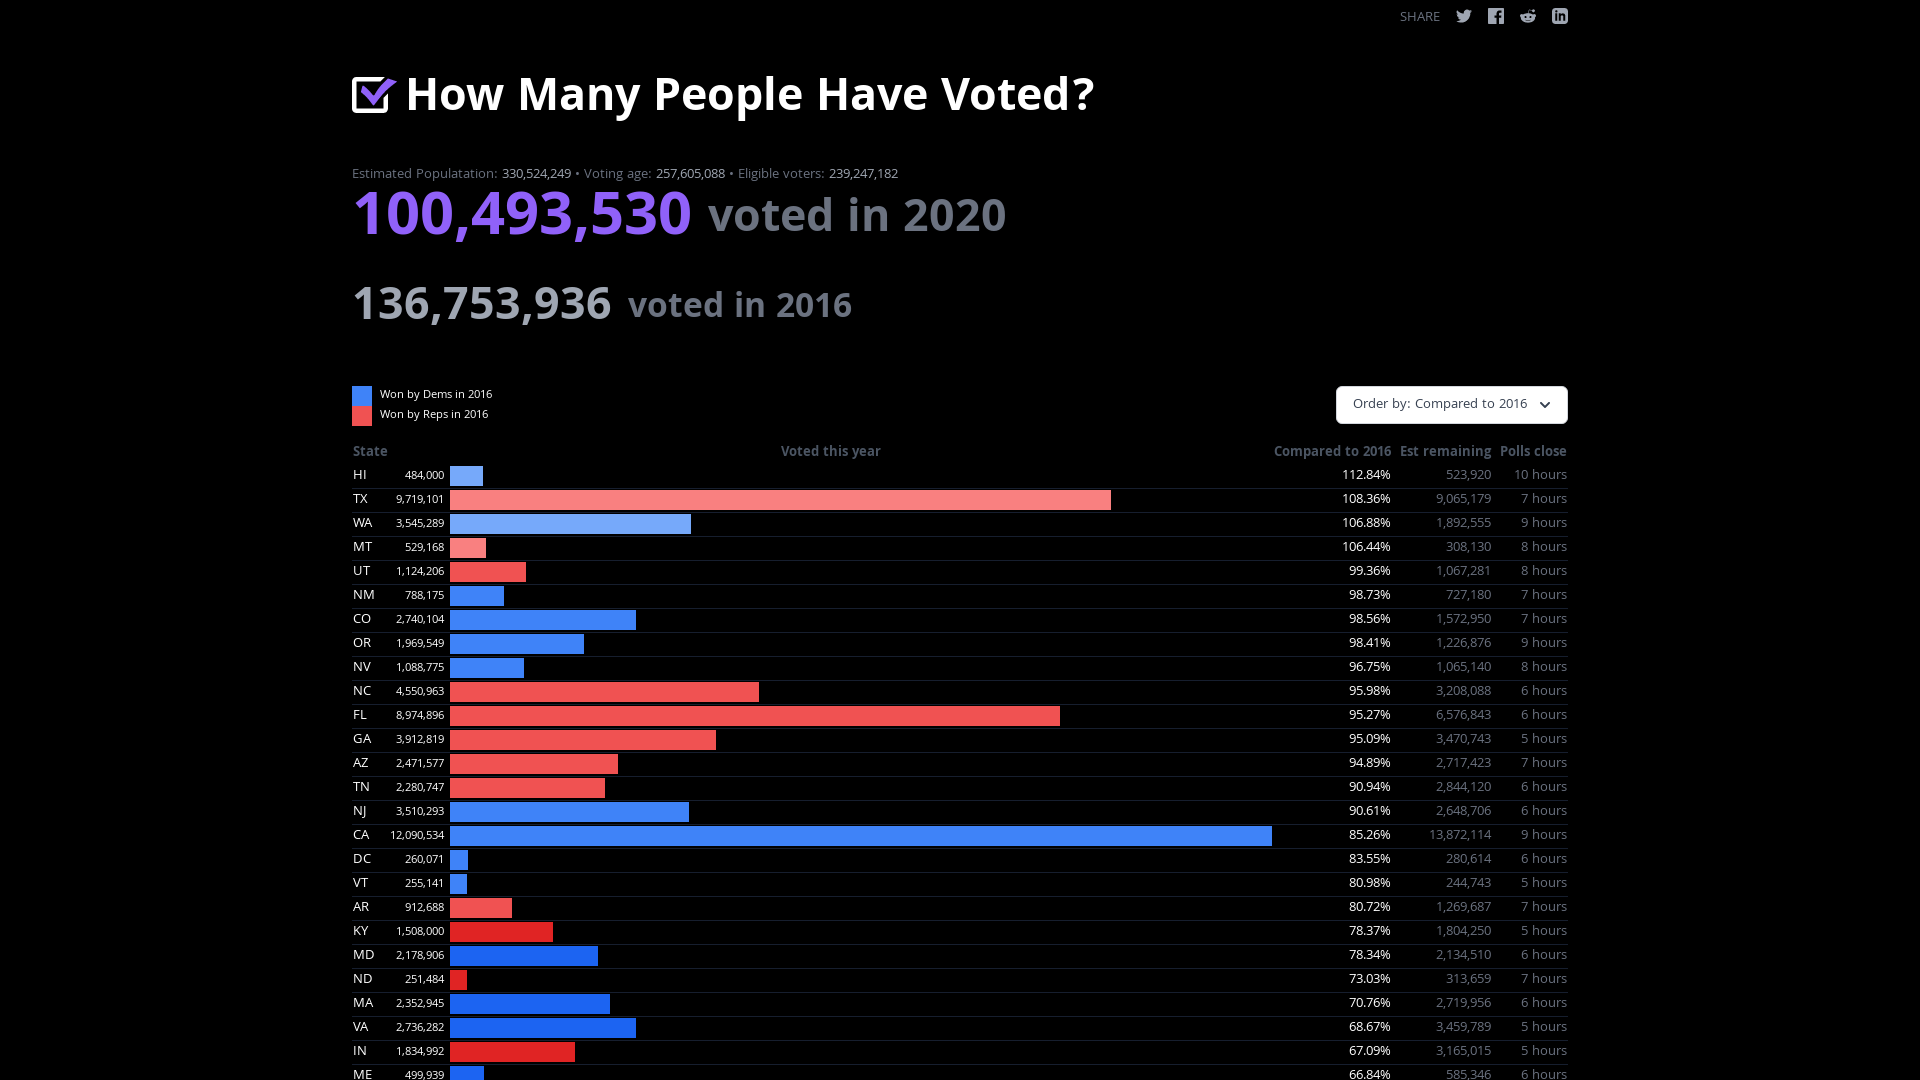 SHARE
How Many People Have Voted?
Estimated Populatation: 330,524,249 • Voting age: 257,605,088 • Eligible voters: 239,247,182
100,493,530 voted in 2020
136,753,936 voted in 2016
Won by Dems in 2016
Won by Reps in 2016
Order by: Compared to 2016
State Voted this year Compared to 2016 Est remaining Polls close
HI 484,000 112.84% 523,920 10 hours
TX 9,719,101 108.36% 9,065,179 7 hours
WA 3,545,289 106.88% 1,892,555 9 hours
MT 529,168 106.44% 308,130 8 hours
UT 1,124,206 99.36% 1,067,281 8 hours
NM 788,175 98.73% 727,180 7 hours
CO 2,740,104 98.56% 1,572,950 7 hours
OR 1,969,549 98.41% 1,226,876 9 hours
NV 1,088,775 96.75% 1,065,140 8 hours
NC 4,550,963 95.98% 3,208,088 6 hours
FL 8,974,896 95.27% 6,576,843 6 hours
GA 3,912,819 95.09% 3,470,743 5 hours
AZ 2,471,577 94.89% 2,717,423 7 hours
TN 2,280,747 90.94% 2,844,120 6 hours
NJ 3,510,293 90.61% 2,648,706 6 hours
CA 12,090,534 85.26% 13,872,114 9 hours
DC 260,071 83.55% 280,614 6 hours
VT 255,141 80.98% 244,743 5 hours
AR 912,688 80.72% 1,269,687 7 hours
KY 1,508,000 78.37% 1,804,250 5 hours
MD 2,178,906 78.34% 2,134,510 6 hours
ND 251,484 73.03% 313,659 7 hours
MA 2,352,945 70.76% 2,719,956 6 hours
VA 2,736,282 68.67% 3,459,789 5 hours
IN 1,834,992 67.09% 3,165,015 5 hours
ME 499,939 66.84% 585,346 6 hours